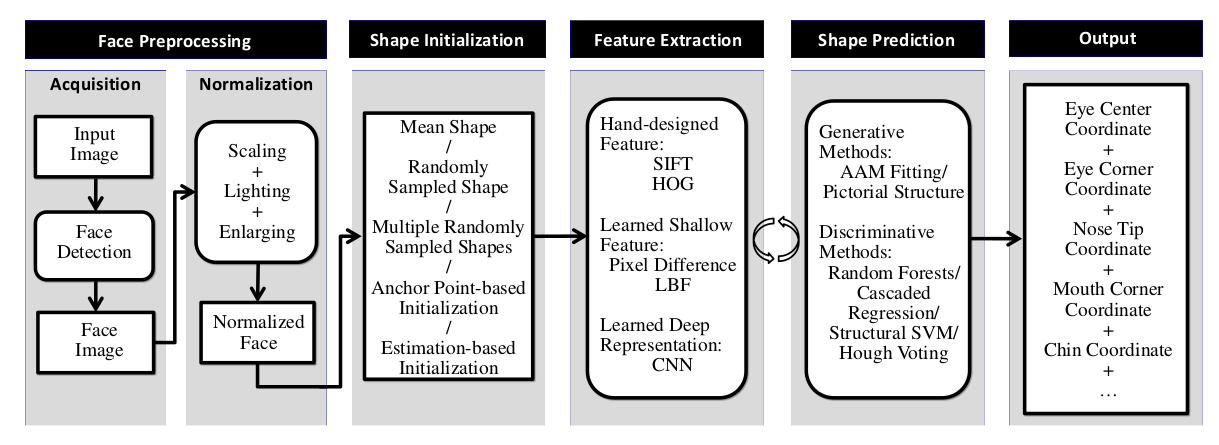 Face Preprocessing
Acquisition
Input
Image
Face
Detection
Face
Image
Normalization
Scaling
+
Lighting
+
Enlarging
Normalized
Face
Shape Initialization
Mean Shape
/
Randomly
Sampled Shape
/
Multiple Randomly
Sampled Shapes
/
Anchor Point-based
Initialization
/
Estimation-based
Initialization
Feature Extraction
Hand-designed
Feature:
SIFT
HOG
Learned Shallow
Feature:
Pixel Difference
LBF
Learned Deep
Representation:
CNN
Shape Prediction
Generative
Methods:
AAM Fitting/
Pictorial Structure
Discriminative
Methods:
Random Forests/
Cascaded
Regression/
Structural SVM/
Hough Voting
Output
Eye Center
Coordinate
+
Eye Corner
Coordinate
+
Nose Tip
Coordinate
+
Mouth Corner
Coordinate
+
Chin Coordinate
+
…